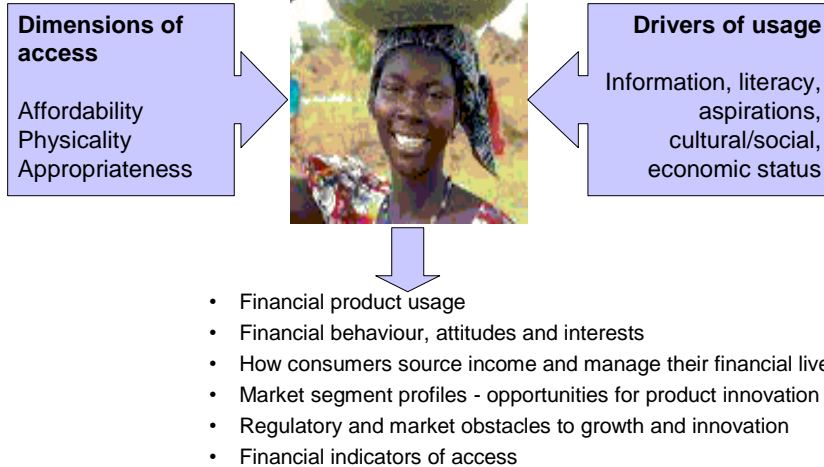 Dimensions of
access
Affordability
Physicality
Appropriateness
Drivers of usage
Information, literacy,
aspirations,
cultural/social,
economic status
• Financial product usage
• Financial behaviour, attitudes and interests
• How consumers source income and manage their financial live
• Market segment profiles - opportunities for product innovation
• Regulatory and market obstacles to growth and innovation
• Financial indicators of access